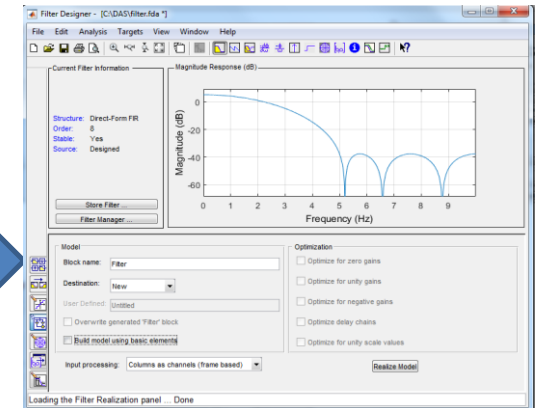 Filter Designer - [C:\DAS\filter.fda *]
File Edit Analysis Targets View Window Help
Current Filter Information
Structure: Direct-Form FIR
Order: 8
Stable: Yes
Source: Designed
Store Filter ...
Filter Manager ...
Magnitude Response (dB)
Magnitude (dB)
0
-20
-40
-60
0 1 2 3 4 5 6 7 8 9
Frequency (Hz)
Model
Block name: Filter
Destination: New
User Defined: Untitled
Overwrite generated 'Filter' block
Build model using basic elements
Input processing: Columns as channels (frame based)
Optimization
Optimize for zero gains
Optimize for unity gains
Optimize for negative gains
Optimize delay chains
Optimize for unity scale values
Realize Model
Loading the Filter Realization panel ... Done